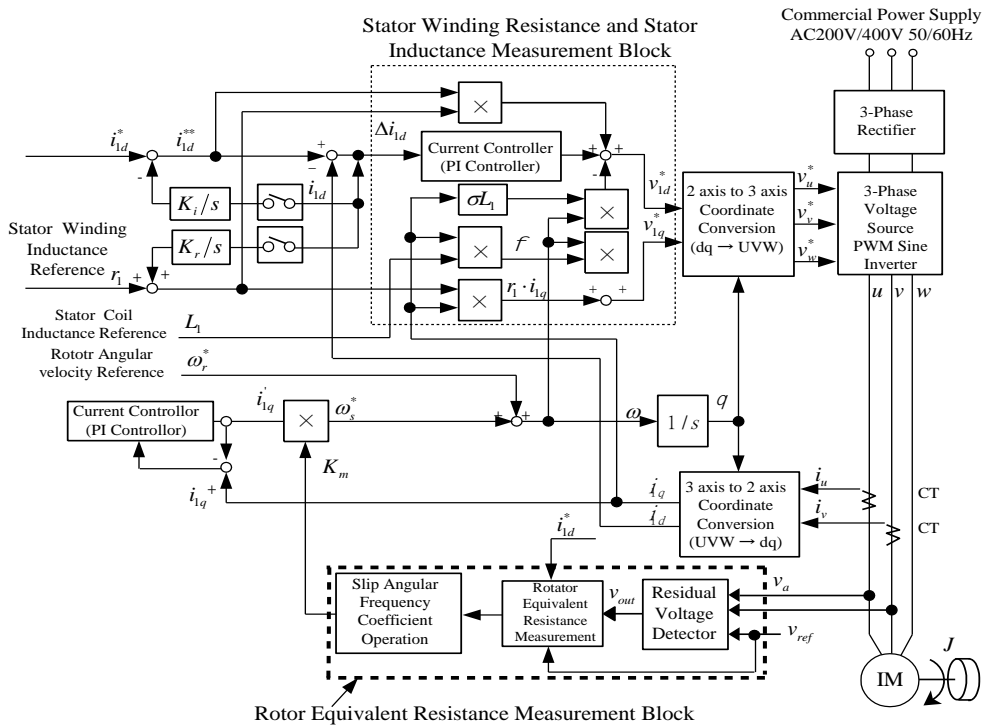 Commercial Power Supply
AC200V/400V 50/60Hz
Stator Winding Resistance and Stator
Inductance Measurement Block
3-Phase
Rectifier
i*1d
i**1d
Δi1d
-
+
−
Current Controller
(PI Controller)
×
+
+
-
v*1d
i1d
Ki/s
σL1
×
v*1q
2 axis to 3 axis
Coordinate
Conversion
(dq → UVW)
v*u
v*v
v*w
3-Phase
Voltage
Source
PWM Sine
Inverter
Stator Winding
Inductance
Reference
Kr/s
×
f
×
r1
+
+
×
r1 · i1q
+
+
u
v
w
Stator Coil
Inductance Reference
L1
Rototr Angular
velocity Reference
ω*r
Current Controllor
(PI Controllor)
i'1q
×
ω*s
+
+
ω
1/s
q
-
i1q
+
Km
i1q
i1d
3 axis to 2 axis
Coordinate
Conversion
(UVW → dq)
iu
iv
CT
CT
i*1d
Slip Angular
Frequency
Coefficient
Operation
Rotator
Equivalent
Resistance
Measurement
vout
Residual
Voltage
Detector
va
vref
IM
J
Rotor Equivalent Resistance Measurement Block